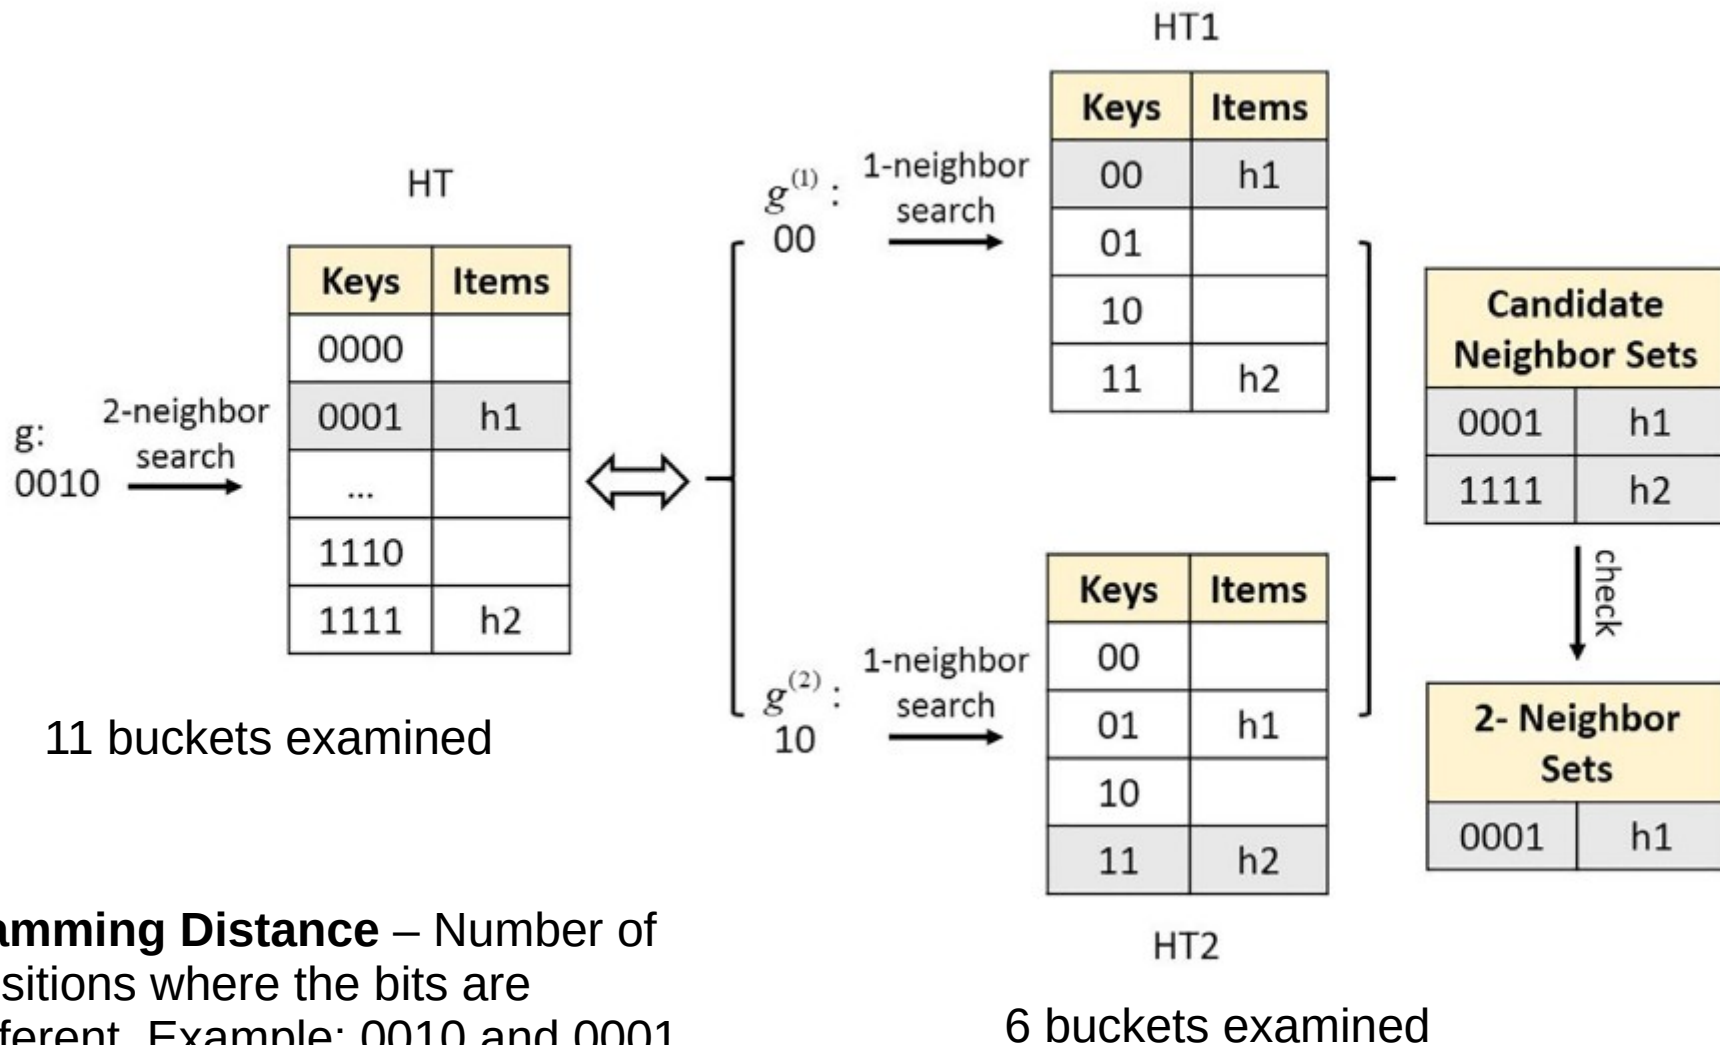 HT
Keys Items
0000
0001 h1
...
1110
1111 h2
g:
0010
2-neighbor
search
11 buckets examined
g(1) :
00
1-neighbor
search
HT1
Keys Items
00 h1
01
10
11 h2
g(2) :
10
1-neighbor
search
Keys Items
00
01 h1
10
11 h2
HT2
6 buckets examined
Candidate
Neighbor Sets
0001 h1
1111 h2
check
2- Neighbor
Sets
0001 h1
amming Distance – Number of
sitions where the bits are
fferent. Example: 0010 and 0001